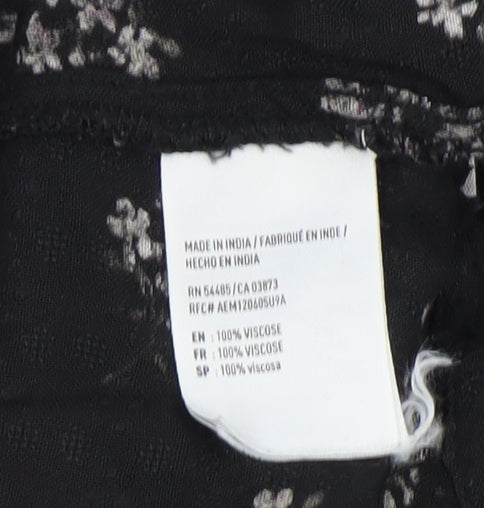 MADE IN INDIA / FABRIQUÉ EN INDE /
HECHO EN INDIA
RN 54485/CA 03873
RFC# AEM120605U9A
EN : 100% VISCOSE
FR : 100% VISCOSE
SP : 100% viscosa